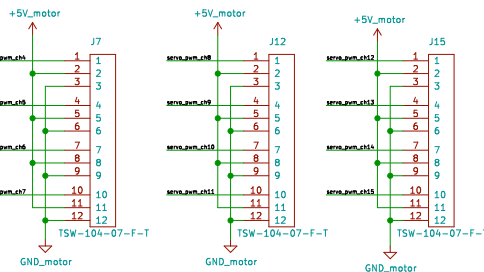 +5V_motor
+5V_motor
+5V_motor
J7
J12
J15
pwm_ch4
1 1
2 2
3 3
pwm_ch5
4 4
5 5
6 6
pwm_ch6
7 7
8 8
9 9
pwm_ch7
10 10
11 11
12 12
TSW-104-07-F-T
GND_motor
servo_pwm_ch8
1 1
2 2
3 3
servo_pwm_ch9
4 4
5 5
6 6
servo_pwm_ch10
7 7
8 8
9 9
servo_pwm_ch11
10 10
11 11
12 12
TSW-104-07-F-T
GND_motor
servo_pwm_ch12
1 1
2 2
3 3
servo_pwm_ch13
4 4
5 5
6 6
servo_pwm_ch14
7 7
8 8
9 9
servo_pwm_ch15
10 10
11 11
12 12
TSW-104-07-F-T
GND_motor